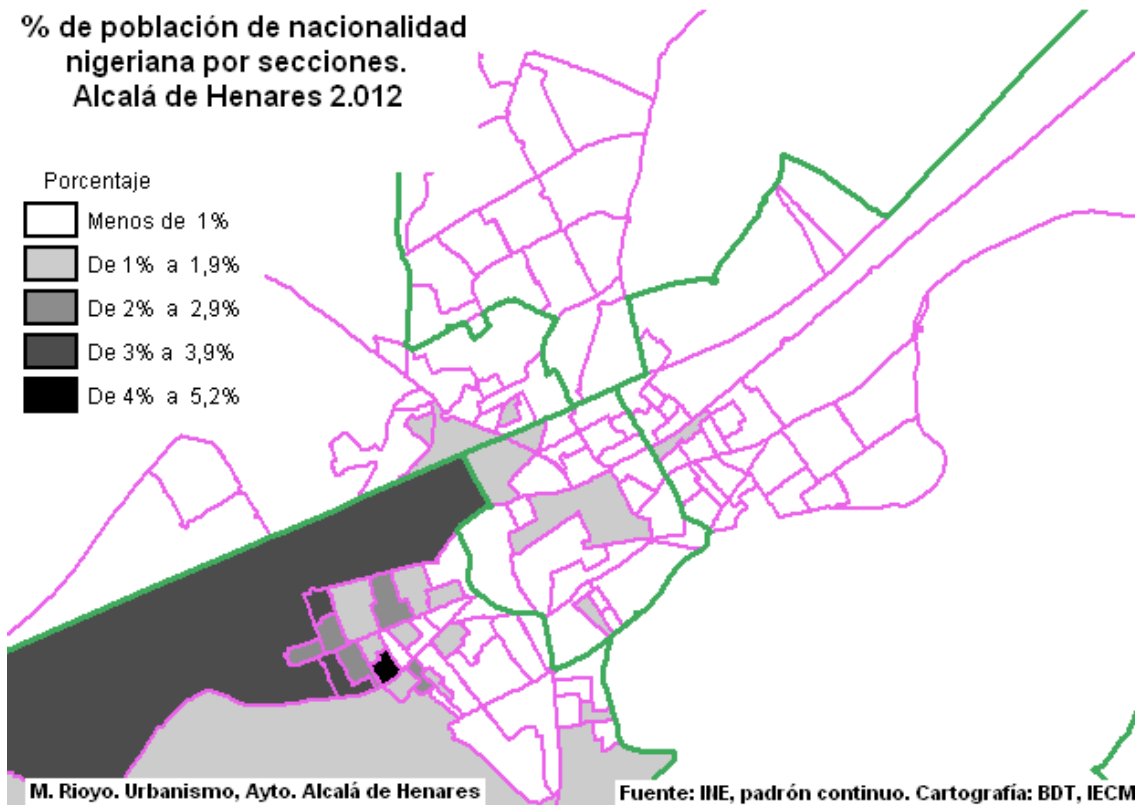 % de población de nacionalidad
nigeriana por secciones.
Alcalá de Henares 2.012
Porcentaje
Menos de 1%
De 1% a 1,9%
De 2% a 2,9%
De 3% a 3,9%
De 4% a 5,2%
M. Rioyo. Urbanismo, Ayto. Alcalá de Henares
Fuente: INE, padrón continuo. Cartografía: BDT, IECM